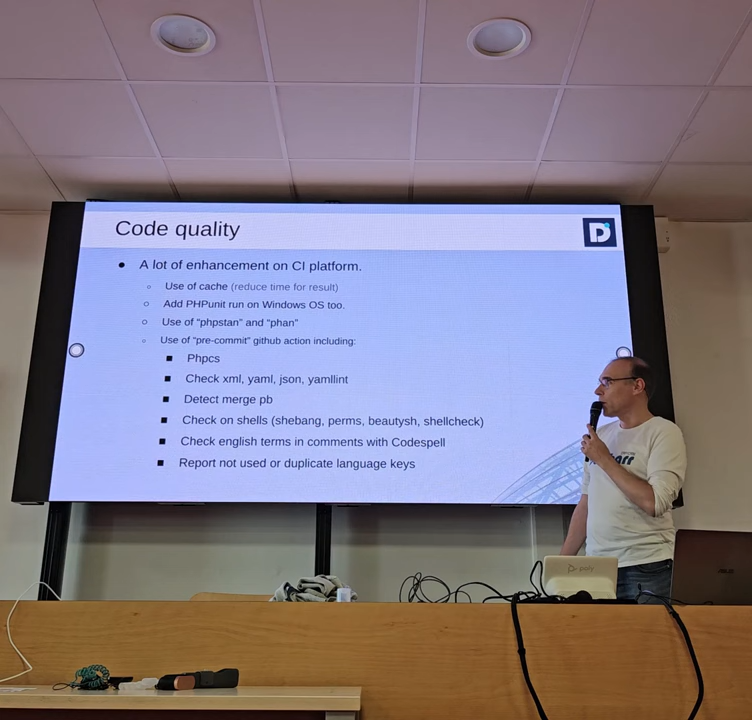 Code quality
D
A lot of enhancement on CI platform.
Use of cache (reduce time for result)
Add PHPunit run on Windows OS too.
Use of "phpstan" and "phan"
Use of "pre-commit" github action including:
Phpcs
Check xml, yaml, json, yamllint
Detect merge pb
Check on shells (shebang, perms, beautysh, shellcheck)
Check english terms in comments with Codespell
Report not used or duplicate language keys
poly
ASUS